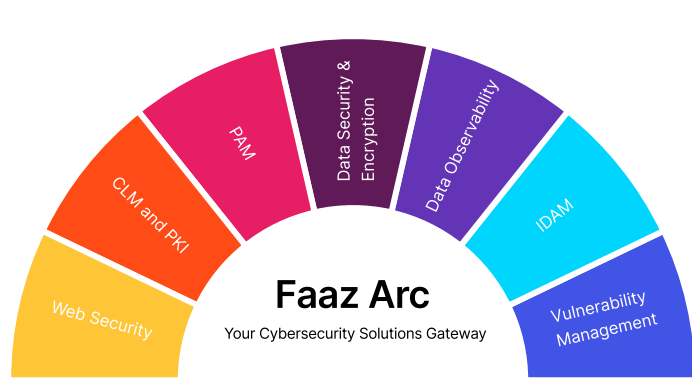 Web Security
CLM and PKI
PAM
Data Security &
Encryption
Data Observability
IDAM
Vulnerability
Management
Faaz Arc
Your Cybersecurity Solutions Gateway